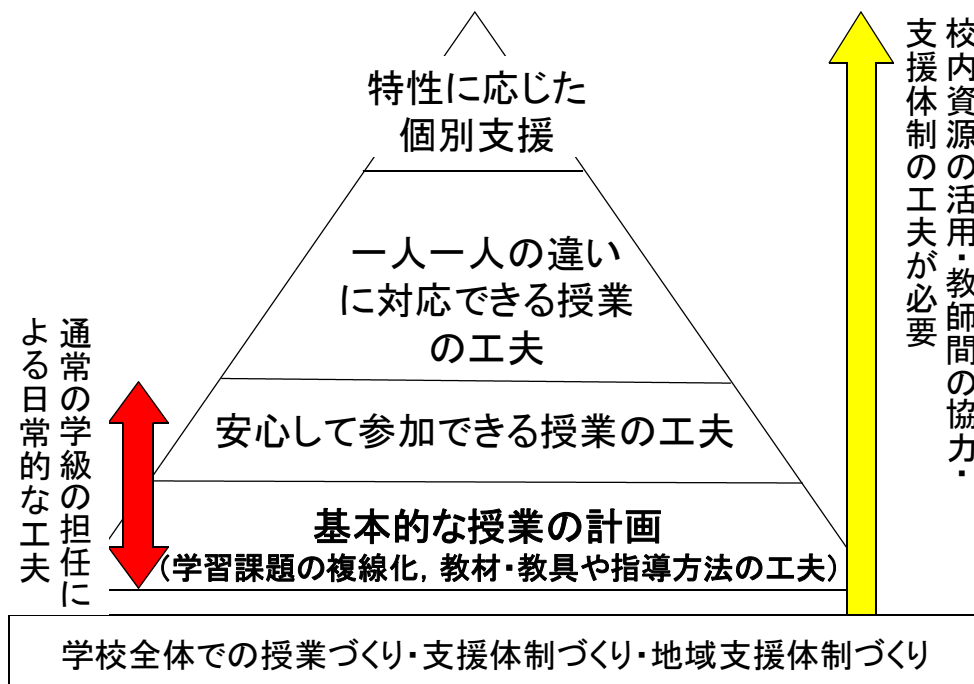 特性に応じた
個別支援
一人一人の違い
に対応できる授業
の工夫
安心して参加できる授業の工夫
基本的な授業の計画
(学習課題の複線化, 教材・教具や指導方法の工夫)
通常の学級の担任に
よる日常的な工夫
校内資源の活用・教師間の協力・
支援体制の工夫が必要
学校全体での授業づくり・支援体制づくり・地域支援体制づくり